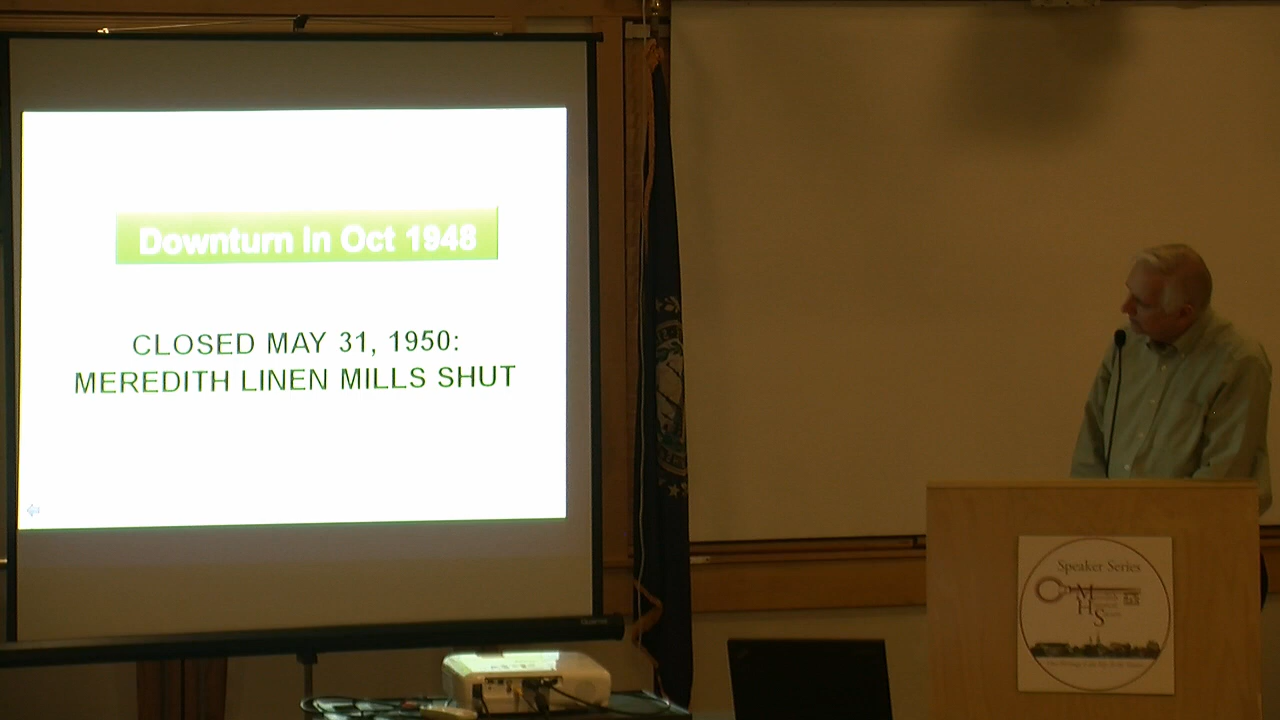 Downturn In Oct 1948
CLOSED MAY 31, 1950:
MEREDITH LINEN MILLS SHUT
Speaker Series
M
H
S